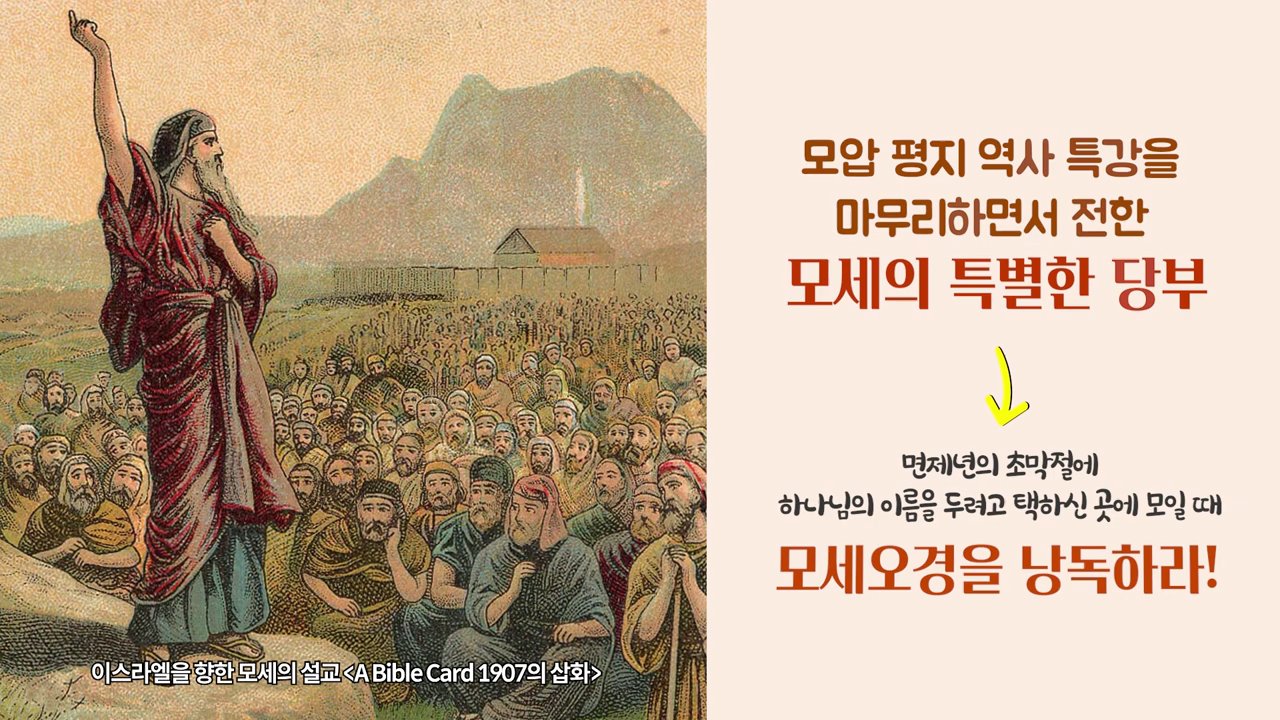 모압 평지 역사 특강을
마무리하면서 전한
모세의 특별한 당부
면제년의 초막절에
하나님의 이름을 두려고 택하신 곳에 모일 때
모세오경을 낭독하라!
이스라엘을 향한 모세의 설교 <A Bible Card 1907의 삽화>